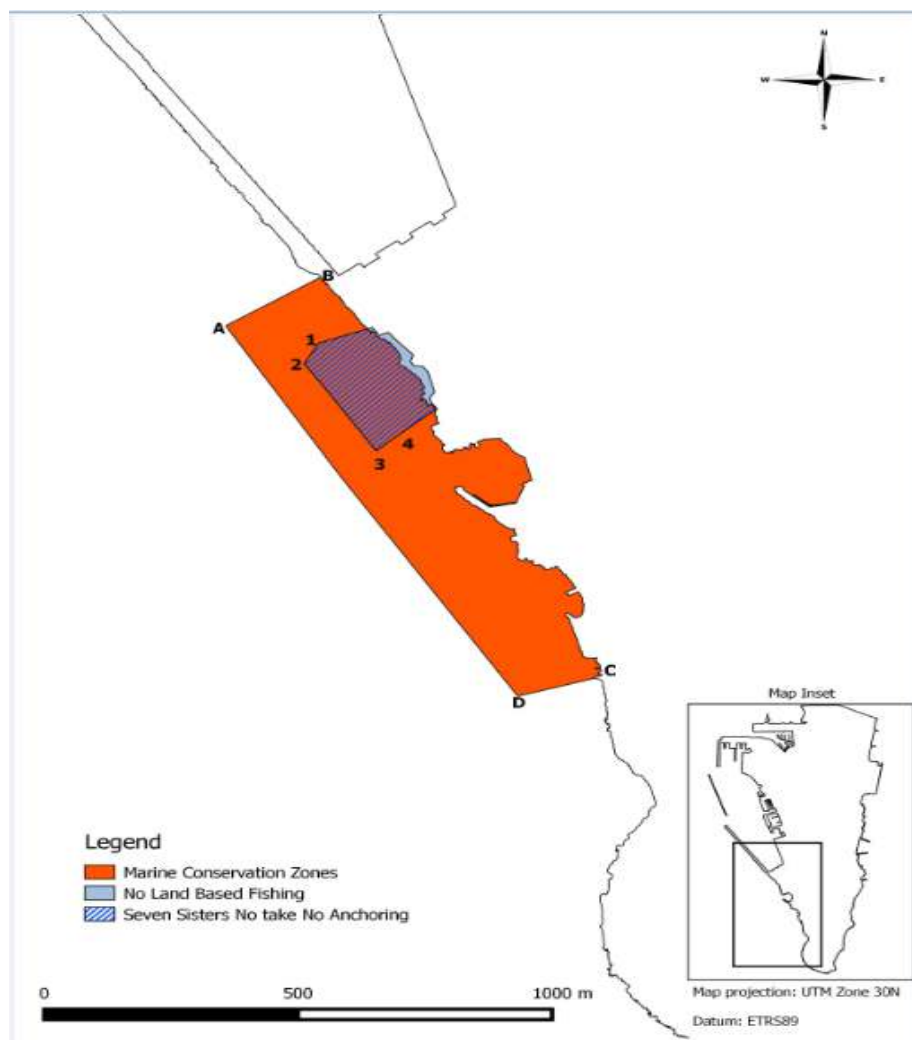 N
W E
S
B
A
1
2
4
3
C
D
Map Inset
Legend
Marine Conservation Zones
No Land Based Fishing
Seven Sisters No take No Anchoring
0 500 1000 m
Map projection: UTM Zone 30N
Datum: ETRS89